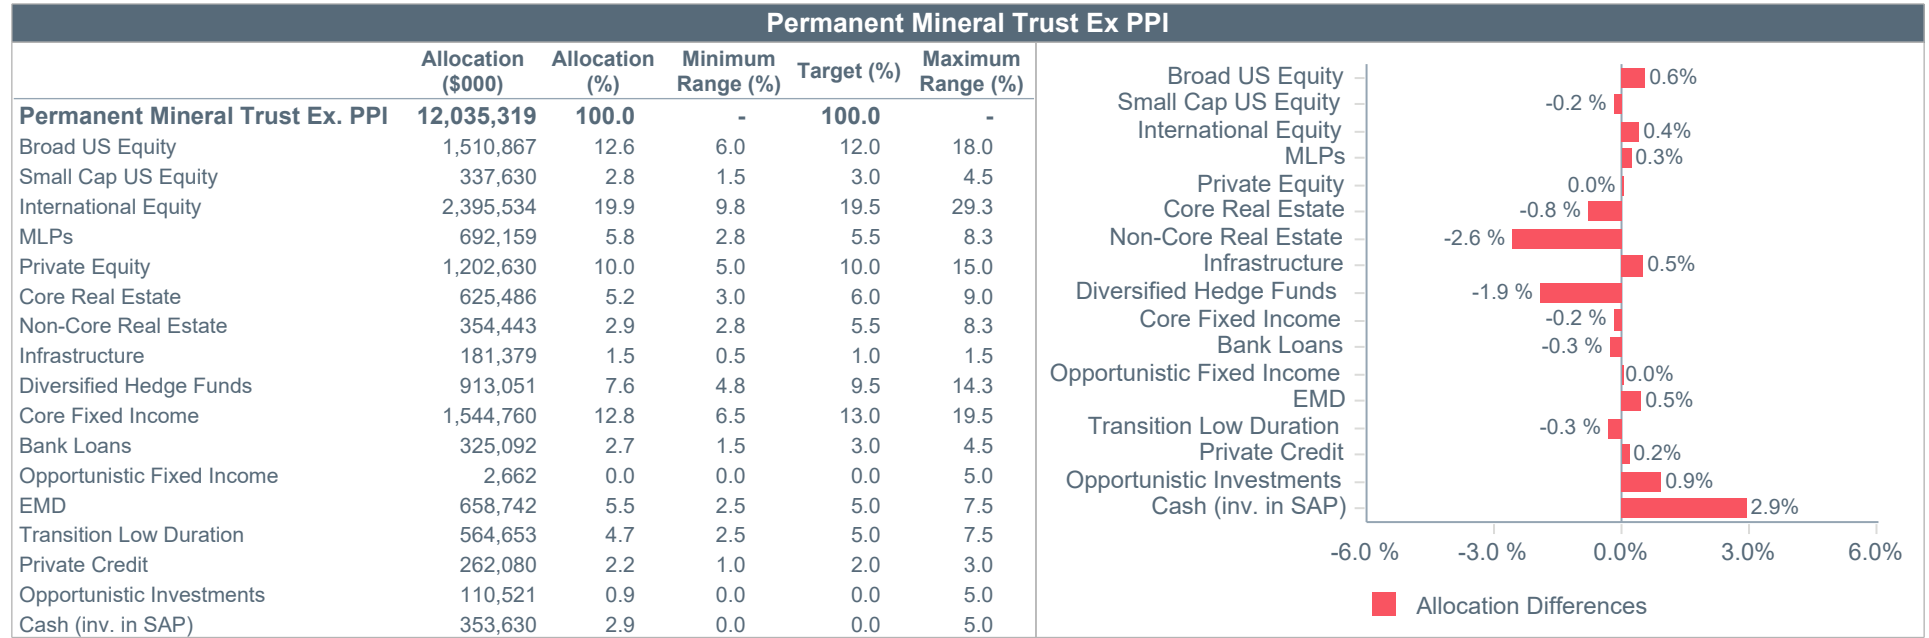 Permanent Mineral Trust Ex PPI
Allocation ($000) Allocation (%) Minimum Range (%) Target (%) Maximum Range (%)
Permanent Mineral Trust Ex. PPI 12,035,319 100.0 - 100.0 -
Broad US Equity 1,510,867 12.6 6.0 12.0 18.0
Small Cap US Equity 337,630 2.8 1.5 3.0 4.5
International Equity 2,395,534 19.9 9.8 19.5 29.3
MLPs 692,159 5.8 2.8 5.5 8.3
Private Equity 1,202,630 10.0 5.0 10.0 15.0
Core Real Estate 625,486 5.2 3.0 6.0 9.0
Non-Core Real Estate 354,443 2.9 2.8 5.5 8.3
Infrastructure 181,379 1.5 0.5 1.0 1.5
Diversified Hedge Funds 913,051 7.6 4.8 9.5 14.3
Core Fixed Income 1,544,760 12.8 6.5 13.0 19.5
Bank Loans 325,092 2.7 1.5 3.0 4.5
Opportunistic Fixed Income 2,662 0.0 0.0 0.0 5.0
EMD 658,742 5.5 2.5 5.0 7.5
Transition Low Duration 564,653 4.7 2.5 5.0 7.5
Private Credit 262,080 2.2 1.0 2.0 3.0
Opportunistic Investments 110,521 0.9 0.0 0.0 5.0
Cash (inv. in SAP) 353,630 2.9 0.0 0.0 5.0
Broad US Equity 0.6%
Small Cap US Equity -0.2 %
International Equity 0.4%
MLPs 0.3%
Private Equity 0.0%
Core Real Estate -0.8 %
Non-Core Real Estate -2.6 %
Infrastructure 0.5%
Diversified Hedge Funds -1.9 %
Core Fixed Income -0.2 %
Bank Loans -0.3 %
Opportunistic Fixed Income 0.0%
EMD 0.5%
Transition Low Duration -0.3 %
Private Credit 0.2%
Opportunistic Investments 0.9%
Cash (inv. in SAP) 2.9%
-6.0 % -3.0 % 0.0% 3.0% 6.0%
Allocation Differences